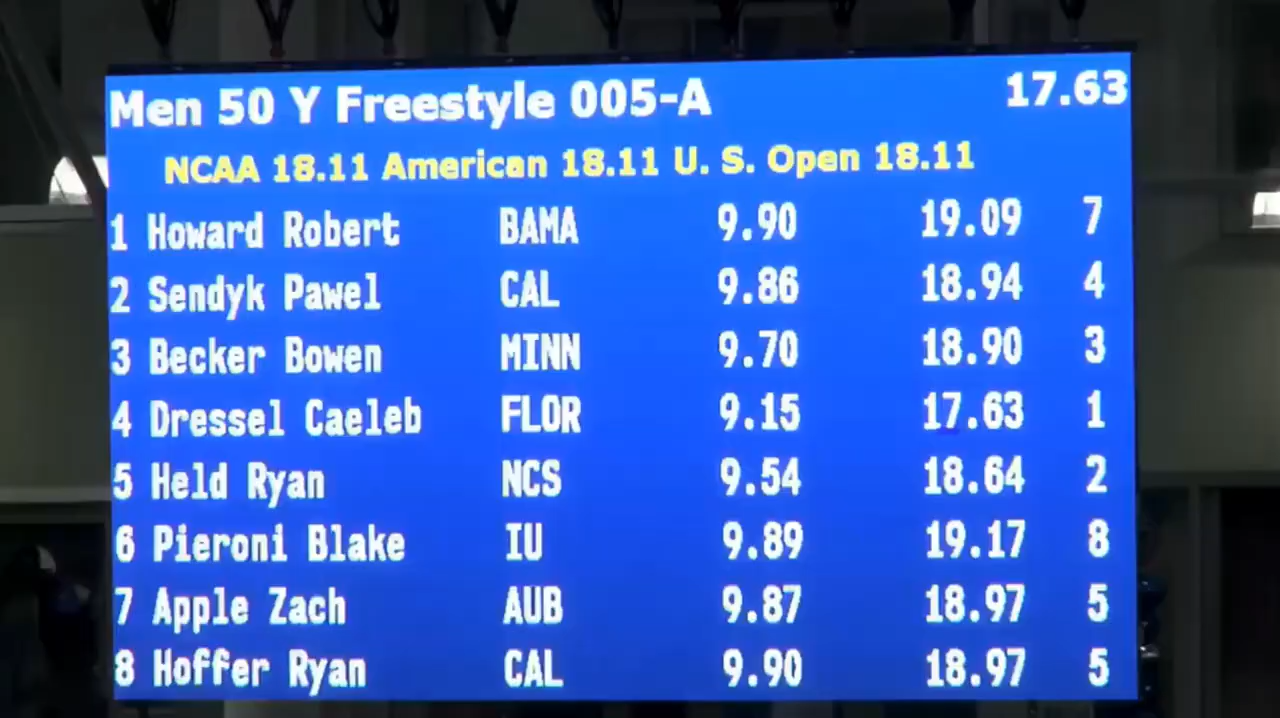 Men 50 Y Freestyle 005-A 17.63
NCAA 18.11 American 18.11 U. S. Open 18.11
1 Howard Robert BAMA 9.90 19.09 7
2 Sendyk Pawel CAL 9.86 18.94 4
3 Becker Bowen MINN 9.70 18.90 3
4 Dressel Caeleb FLOR 9.15 17.63 1
5 Held Ryan NCS 9.54 18.64 2
6 Pieroni Blake IU 9.89 19.17 8
7 Apple Zach AUB 9.87 18.97 5
8 Hoffer Ryan CAL 9.90 18.97 5